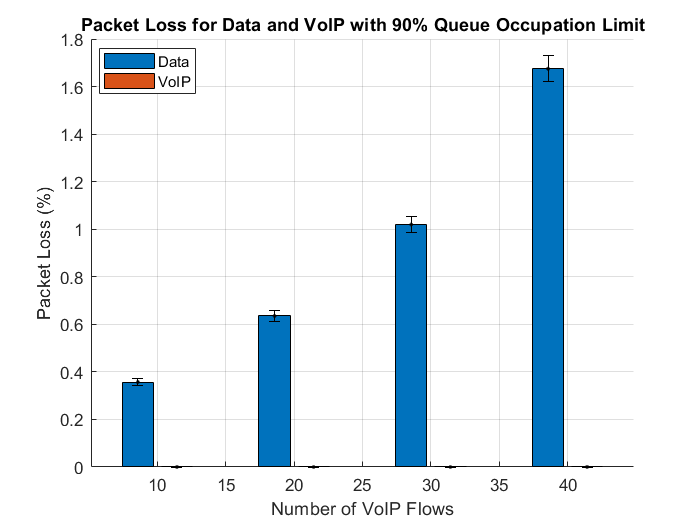 Packet Loss for Data and VoIP with 90% Queue Occupation Limit
Data
VoIP
1.8
1.6
1.4
1.2
1
0.8
0.6
0.4
0.2
0
Packet Loss (%)
10 15 20 25 30 35 40
Number of VoIP Flows